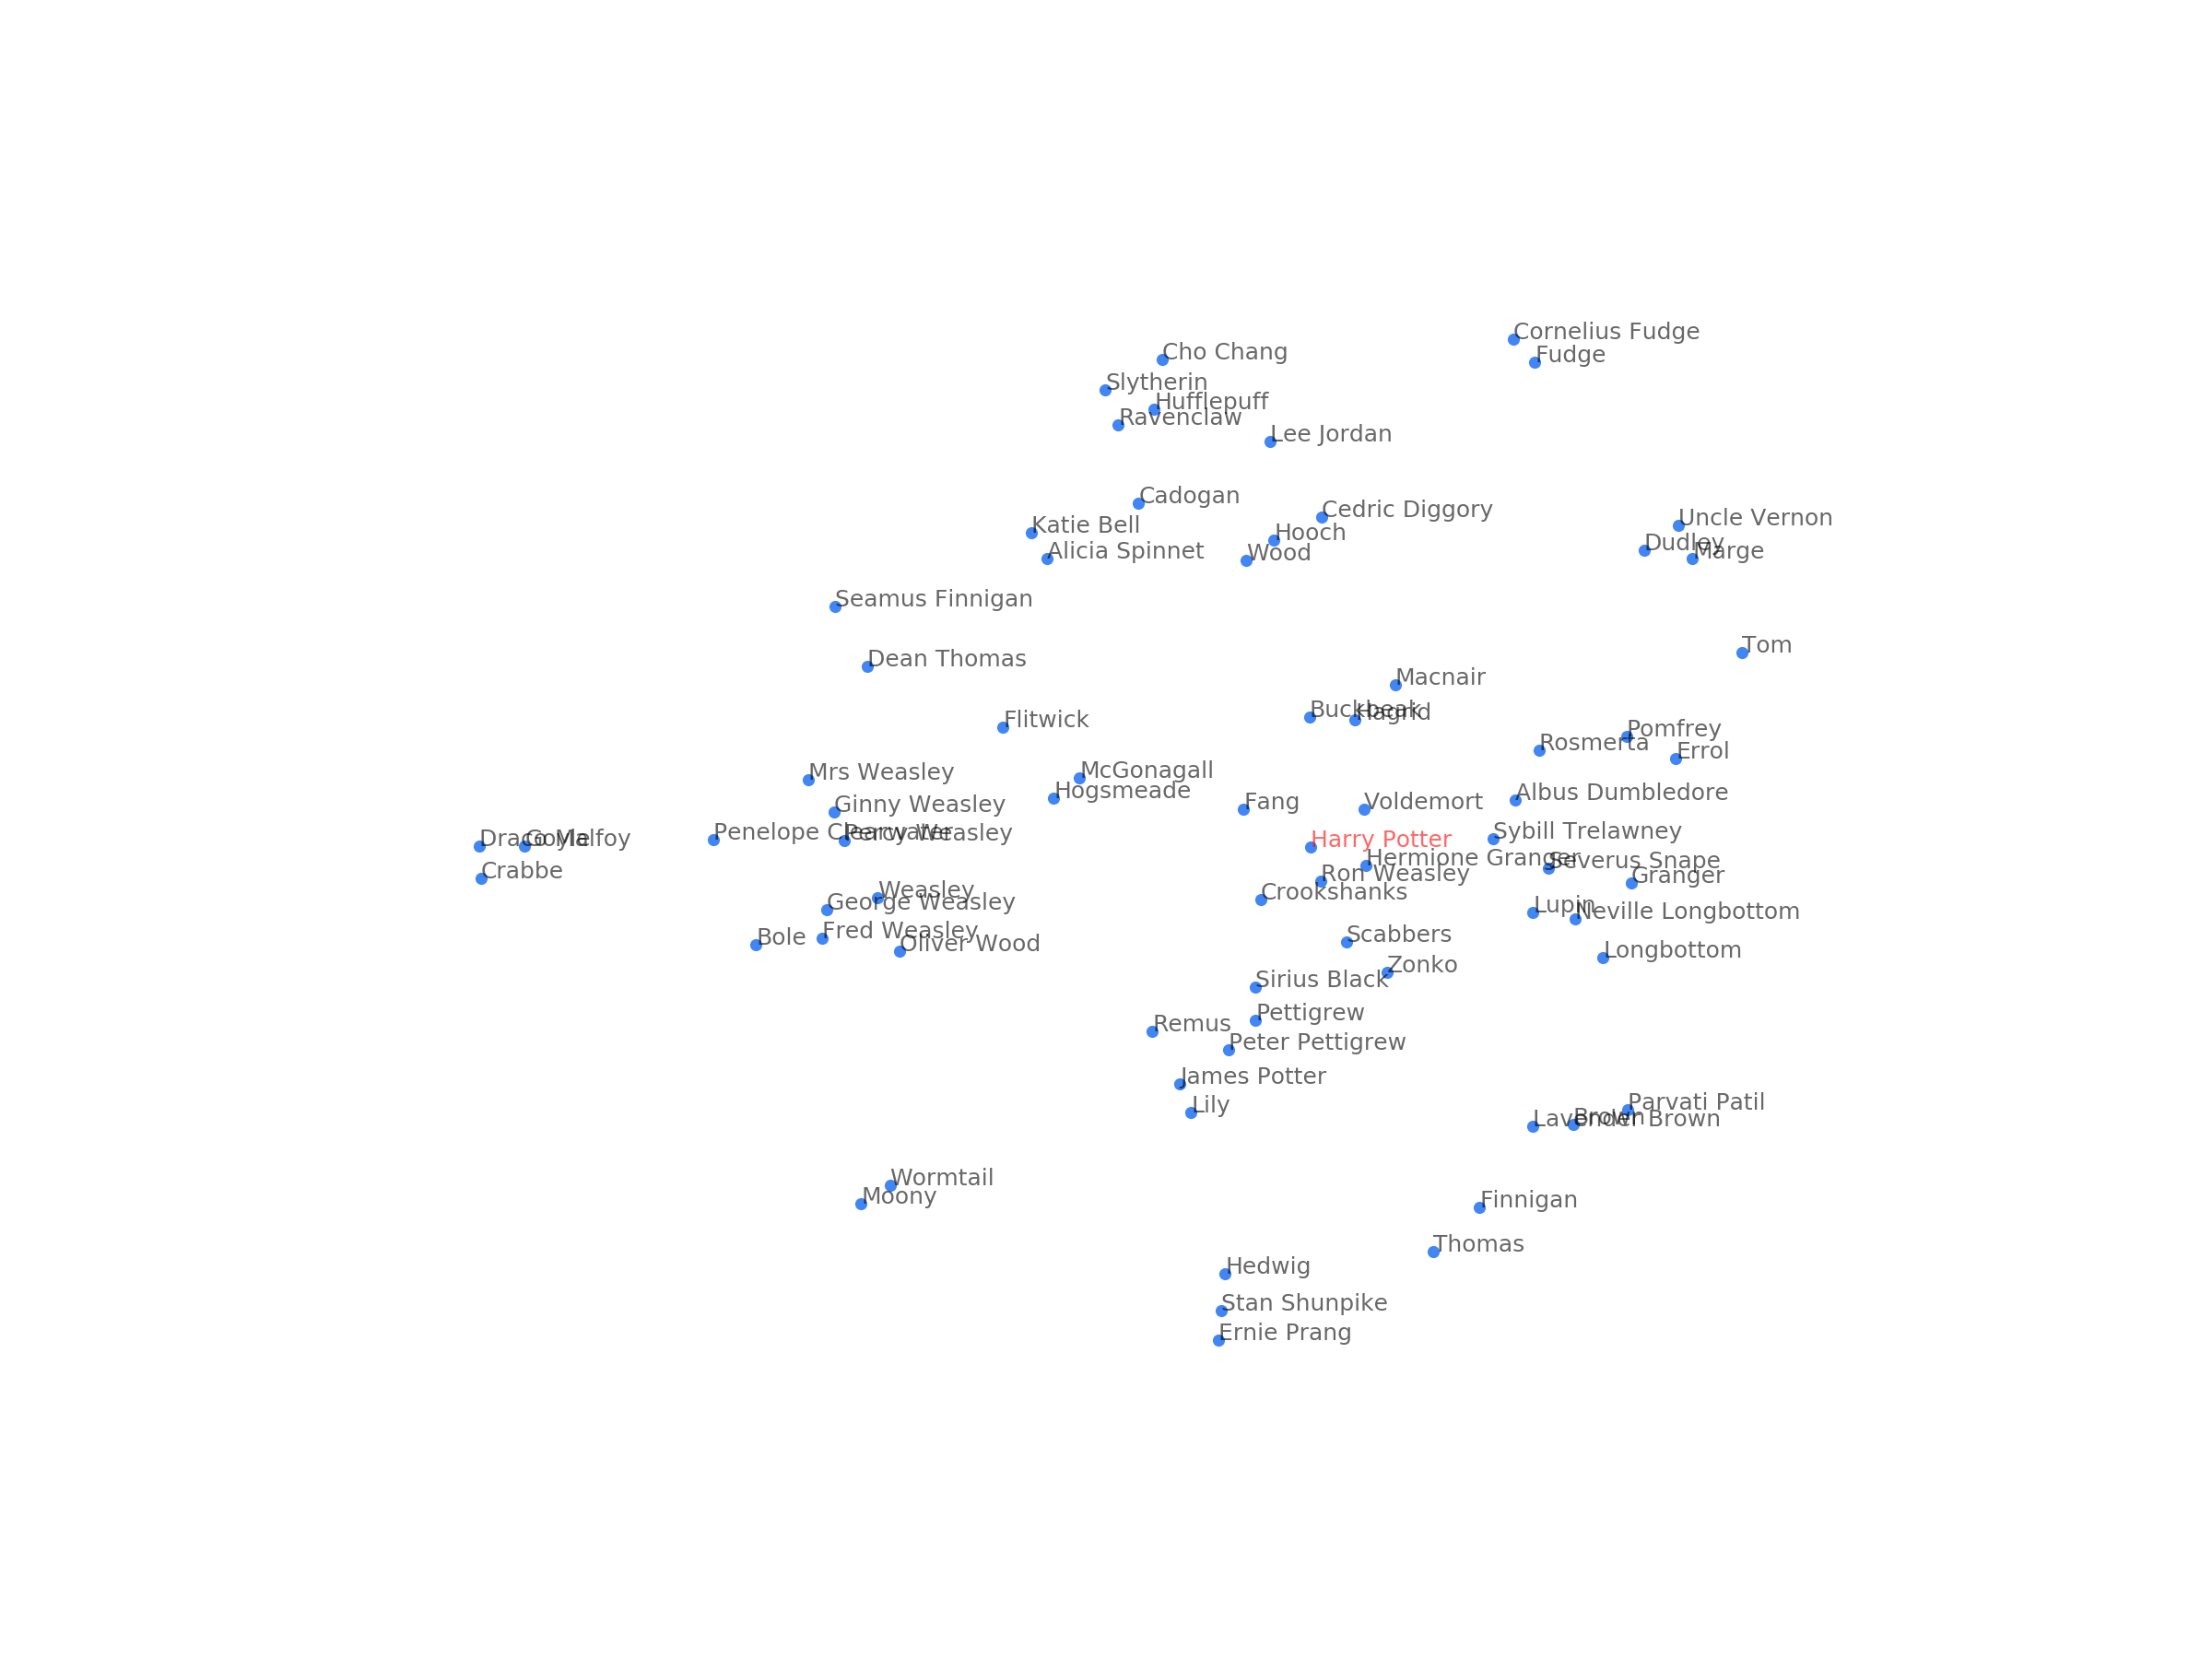 Cornelius Fudge
Cho Chang
Fudge
Slytherin
Hufflepuff
Ravenclaw
Lee Jordan
Cadogan
Cedric Diggory
Uncle Vernon
Katie Bell
Hooch
Dudley
Alicia Spinnet
Wood
Marge
Seamus Finnigan
Tom
Dean Thomas
Macnair
Buckbeak
Hagrid
Flitwick
Pomfrey
Rosmerta
Errol
McGonagall
Mrs Weasley
Hogsmeade
Albus Dumbledore
Ginny Weasley
Fang
Voldemort
Penelope Clearwater
Percy Weasley
Sybill Trelawney
Draco Malfoy
Goyle
Harry Potter
Hermione Granger
Severus Snape
Crabbe
Ron Weasley
Granger
Weasley
Crookshanks
George Weasley
Lupin
Neville Longbottom
Fred Weasley
Bole
Oliver Wood
Scabbers
Longbottom
Zonko
Sirius Black
Pettigrew
Remus
Peter Pettigrew
James Potter
Lily
Parvati Patil
Brown
Lavender Brown
Wormtail
Moony
Finnigan
Thomas
Hedwig
Stan Shunpike
Ernie Prang